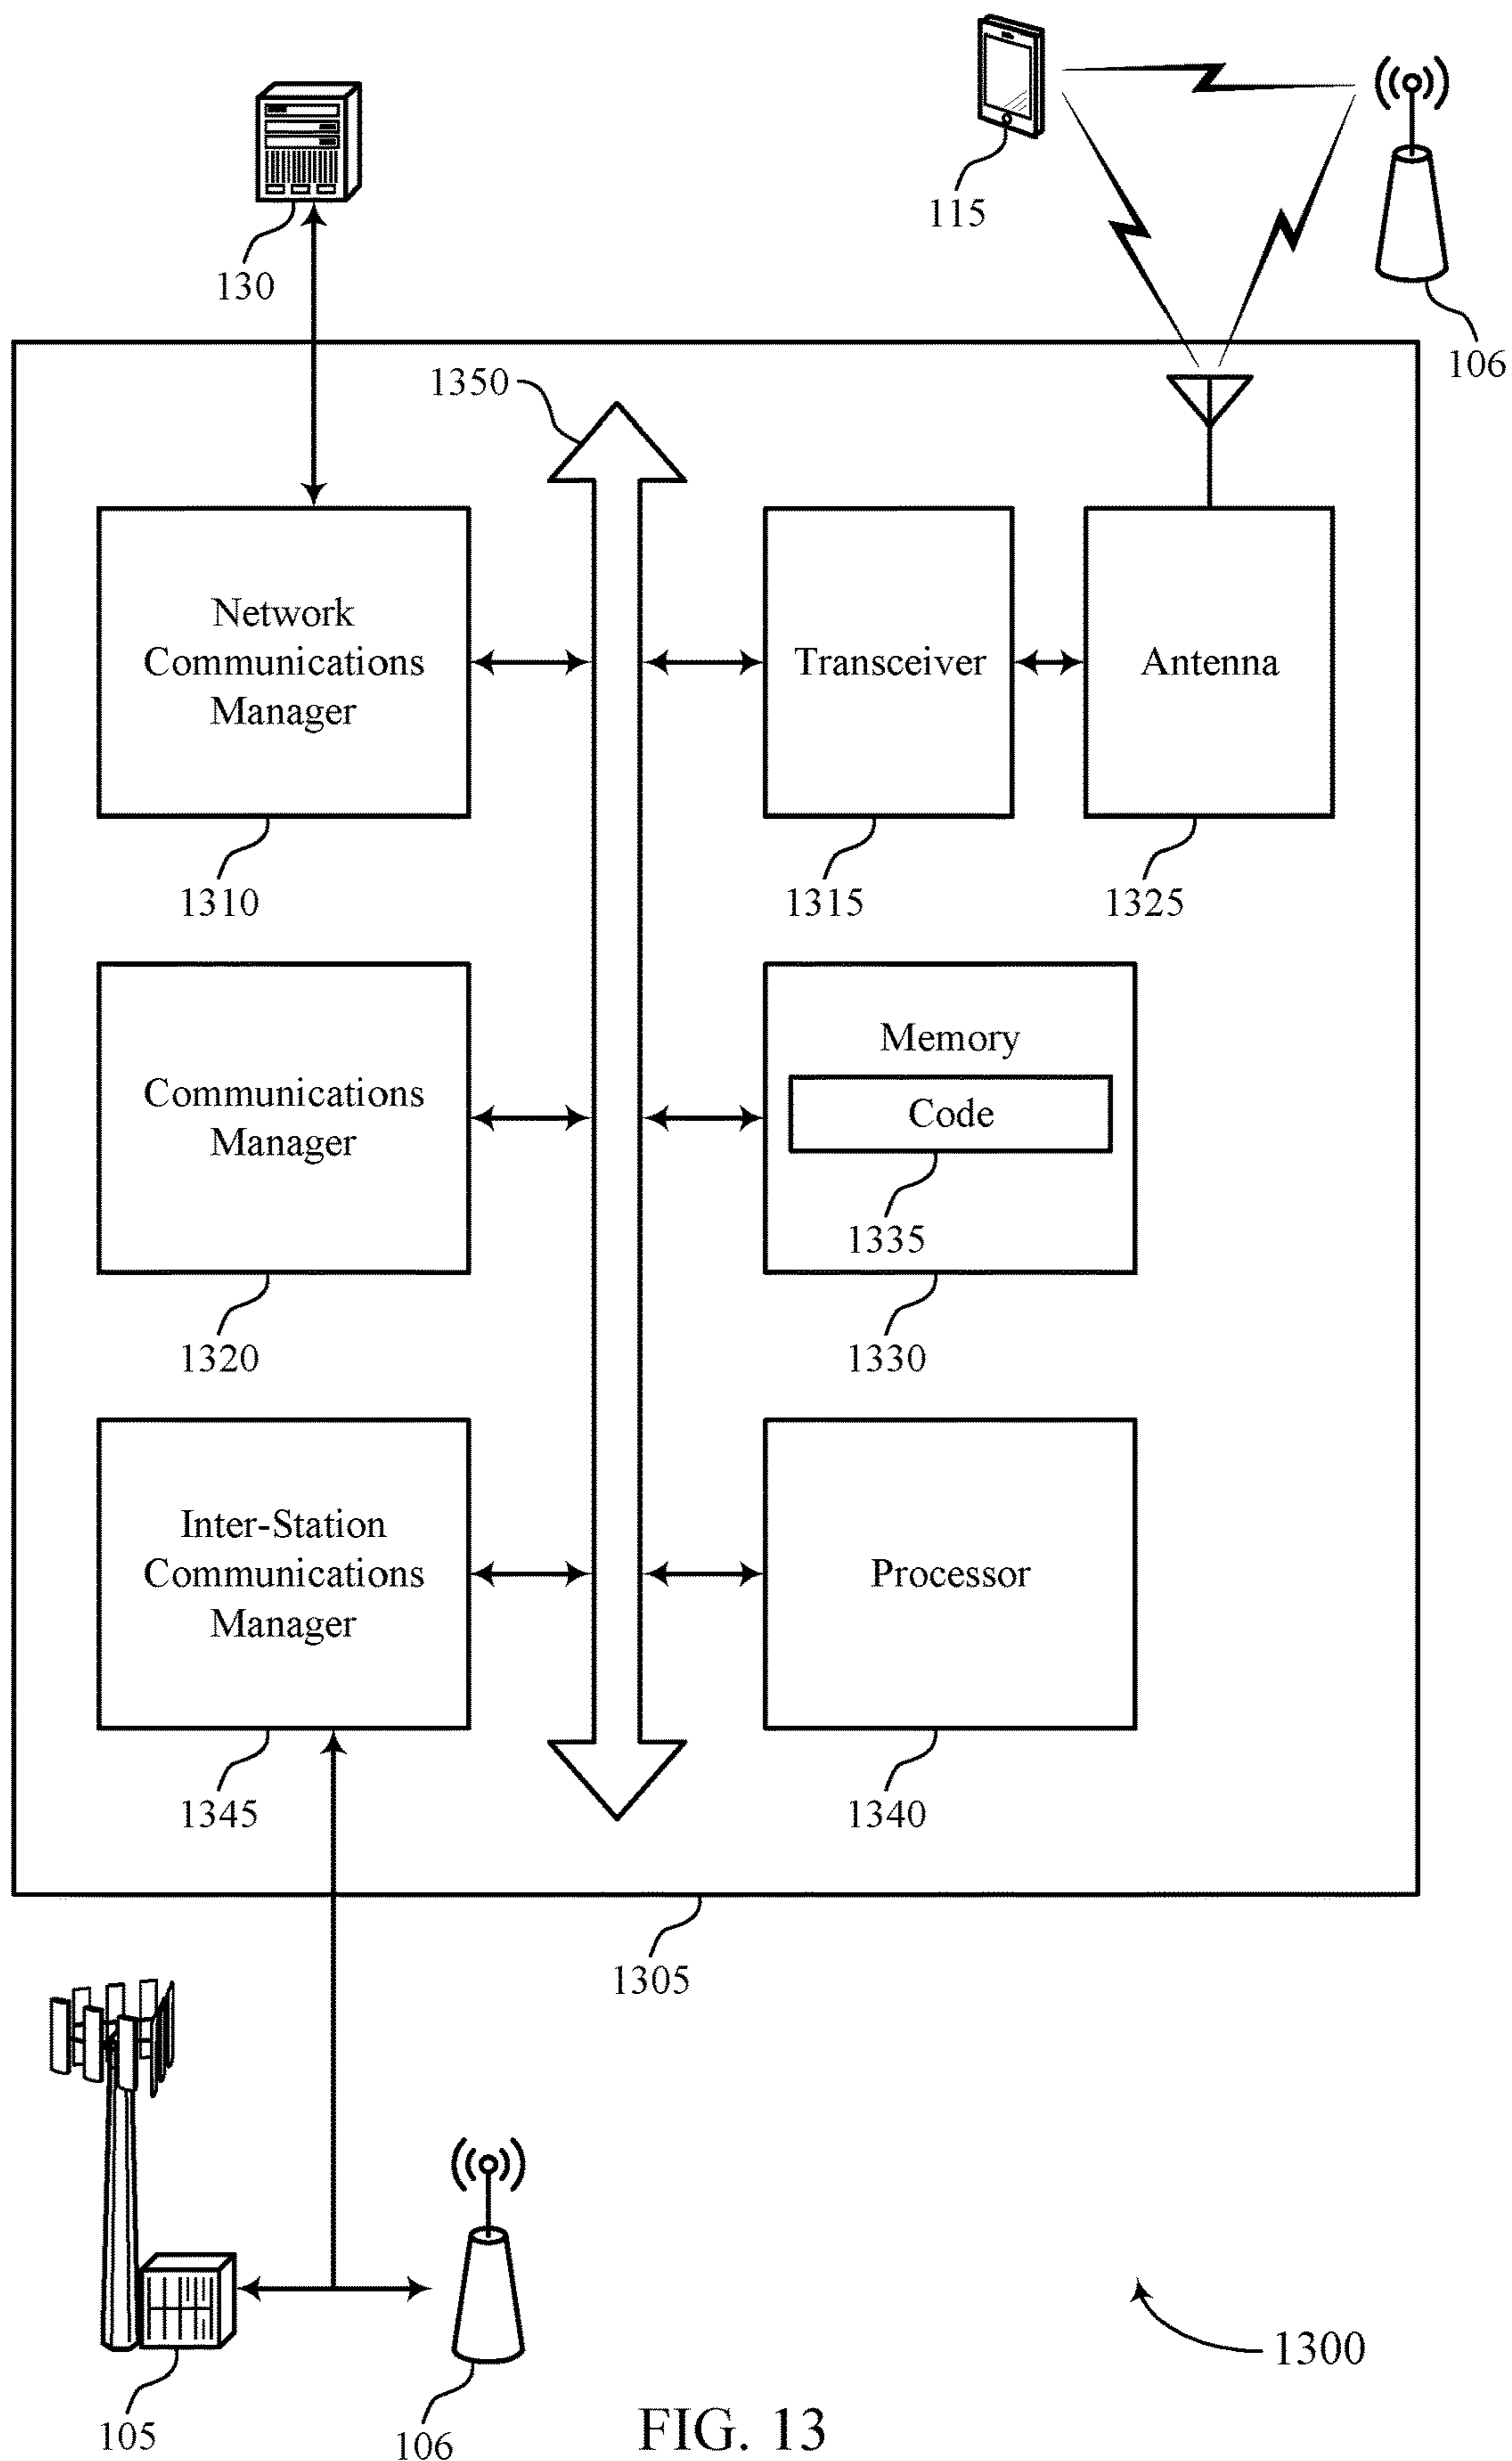 115
130
106
1350
Network
Communications
Manager
Transceiver
Antenna
1310
1315
1325
Communications
Manager
Memory
Code
1335
1320
1330
Inter-Station
Communications
Manager
Processor
1345
1340
1305
1300
105
106
FIG. 13